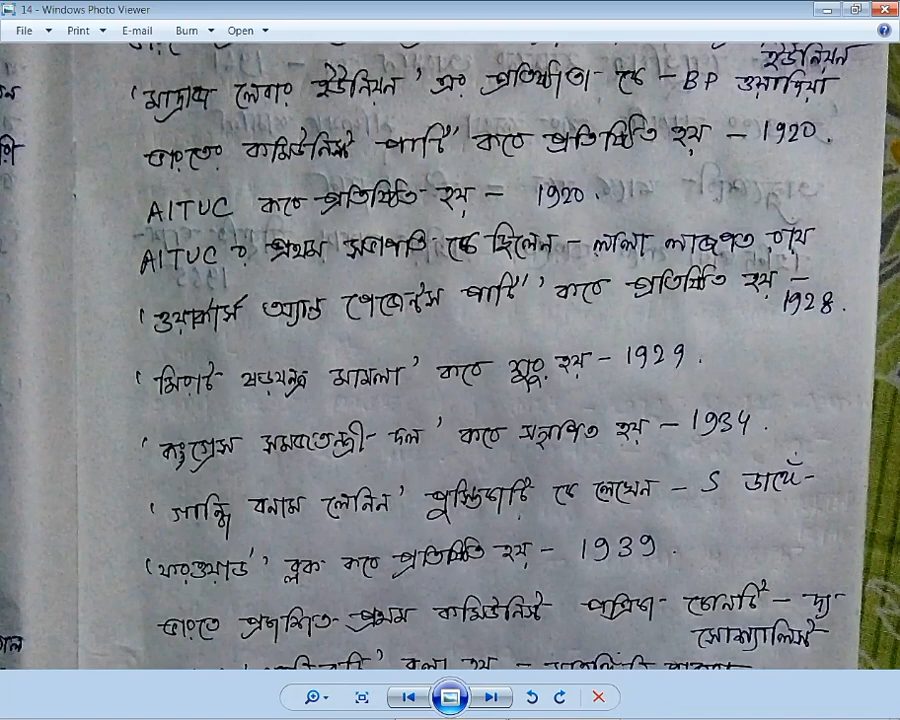 14 - Windows Photo Viewer
File Print E-mail Burn Open
ইউনিয়ন
'মাদ্রাজ লেবার ইউনিয়ন' এর প্রতিষ্ঠাতা কে – BP ওয়াদিয়া
ভারতের কমিউনিস্ট পার্টি কবে প্রতিষ্ঠিত হয় – 1920.
AITUC কবে প্রতিষ্ঠিত হয় – 1920.
AITUC র প্রথম সভাপতি কে ছিলেন – লালা লাজপত রায়
'ওয়ার্কার্স অ্যান্ড পেজেন্টস পার্টি' কবে প্রতিষ্ঠিত হয় –
1928.
'মিরাট ষড়যন্ত্র মামলা' কবে শুরু হয় – 1929.
'কংগ্রেস সমাজতন্ত্রী দল' কবে স্থাপিত হয় – 1934.
'গান্ধি বনাম লেনিন' পুস্তিকাটি কে লেখেন – S ডাঙ্গে
'ফরওয়ার্ড' ব্লক কবে প্রতিষ্ঠিত হয় – 1939.
ভারতে প্রকাশিত প্রথম কমিউনিস্ট পত্রিকা কোনটি – দ্য
সোশ্যালিস্ট